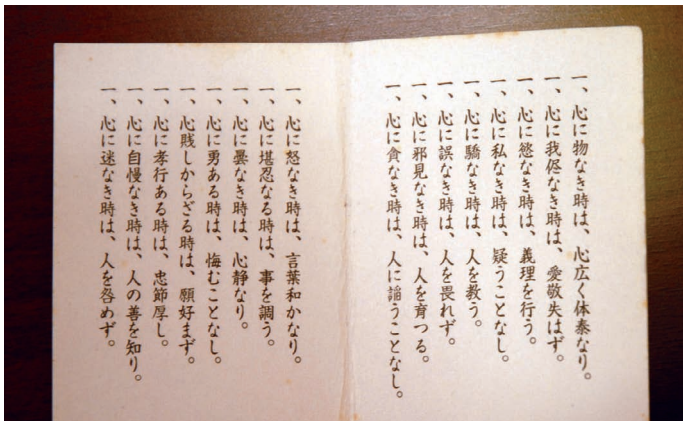 一、心に物なき時は、心広く体泰なり。
一、心に我侭なき時は、愛敬失はず。
一、心に慾なき時は、義理を行う。
一、心に私なき時は、疑うことなし。
一、心に驕なき時は、人を教う。
一、心に誤なき時は、人を畏れず。
一、心に邪見なき時は、人を育つる。
一、心に貪なき時は、人に謟うことなし。
一、心に怒なき時は、言葉和かなり。
一、心に堪忍なる時は、事を調う。
一、心に曇なき時は、心静なり。
一、心に勇ある時は、悔むことなし。
一、心賎しからざる時は、願好まず。
一、心に孝行ある時は、忠節厚し。
一、心に自慢なき時は、人の善を知り。
一、心に迷なき時は、人を咎めず。